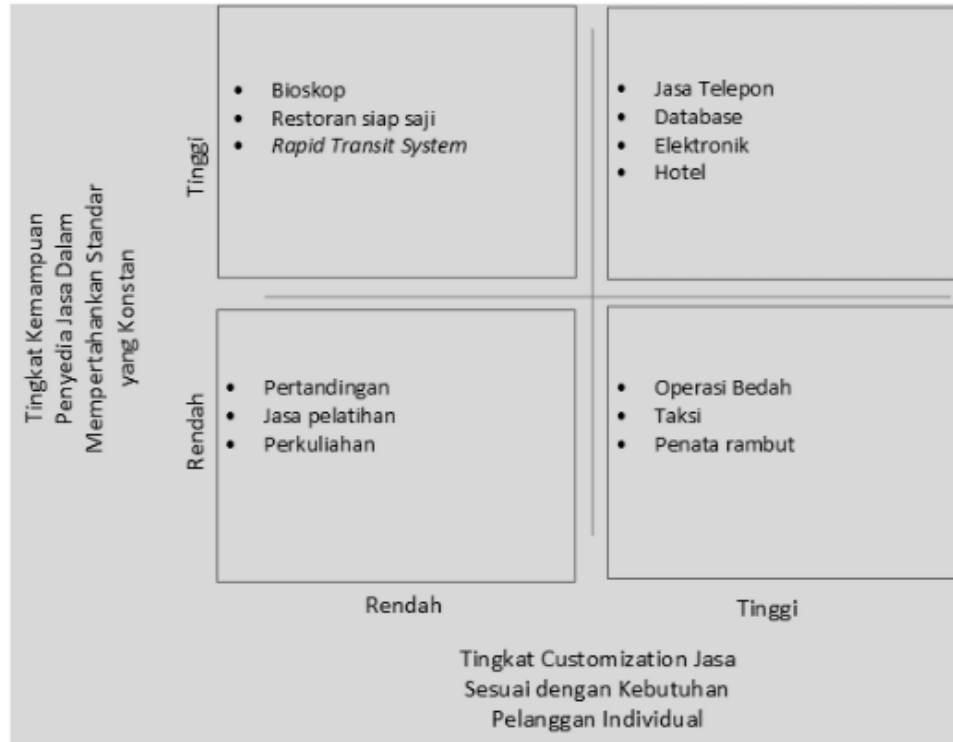 Tingkat Kemampuan
Penyedia Jasa Dalam
Mempertahankan Standar
yang Konstan
Tinggi
• Bioskop
• Restoran siap saji
• Rapid Transit System
• Jasa Telepon
• Database
• Elektronik
• Hotel
Rendah
• Pertandingan
• Jasa pelatihan
• Perkuliahan
• Operasi Bedah
• Taksi
• Penata rambut
Rendah
Tinggi
Tingkat Customization Jasa
Sesuai dengan Kebutuhan
Pelanggan Individual